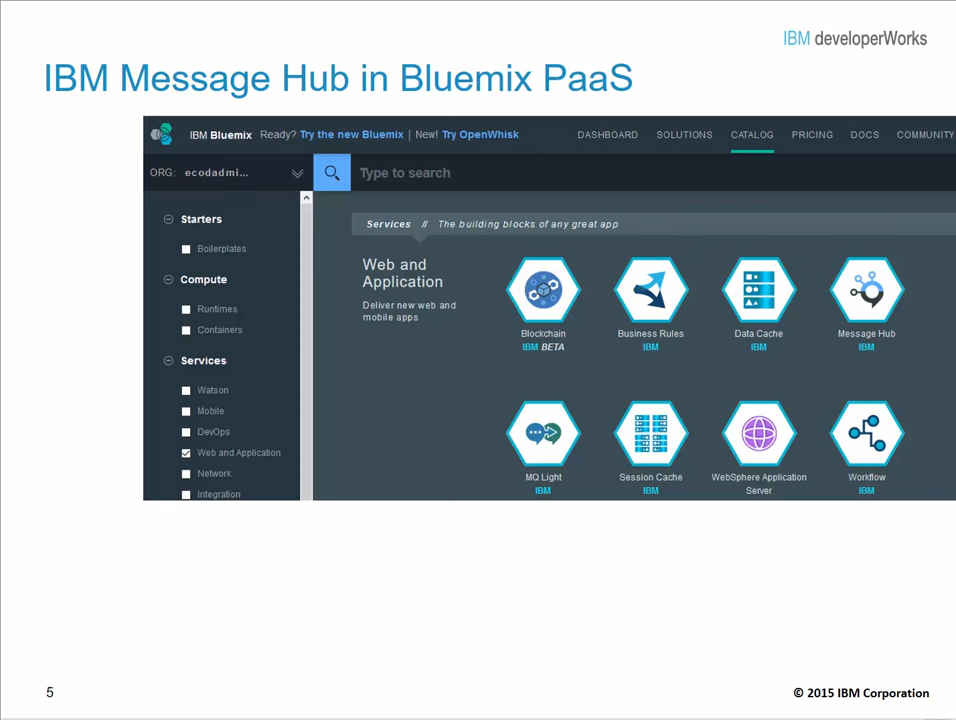 IBM developerWorks
IBM Message Hub in Bluemix PaaS
IBM Bluemix Ready? Try the new Bluemix | New! Try OpenWhisk DASHBOARD SOLUTIONS CATALOG PRICING DOCS COMMUNITY
ORG: ecodadmi... Type to search
Starters
Boilerplates
Compute
Runtimes
Containers
Services
Watson
Mobile
DevOps
Web and Application
Network
Integration
Services // The building blocks of any great app
Web and
Application
Deliver new web and
mobile apps
Blockchain
IBM BETA
Business Rules
IBM
Data Cache
IBM
Message Hub
IBM
MQ Light
IBM
Session Cache
IBM
WebSphere Application
Server
Workflow
IBM
5
© 2015 IBM Corporation